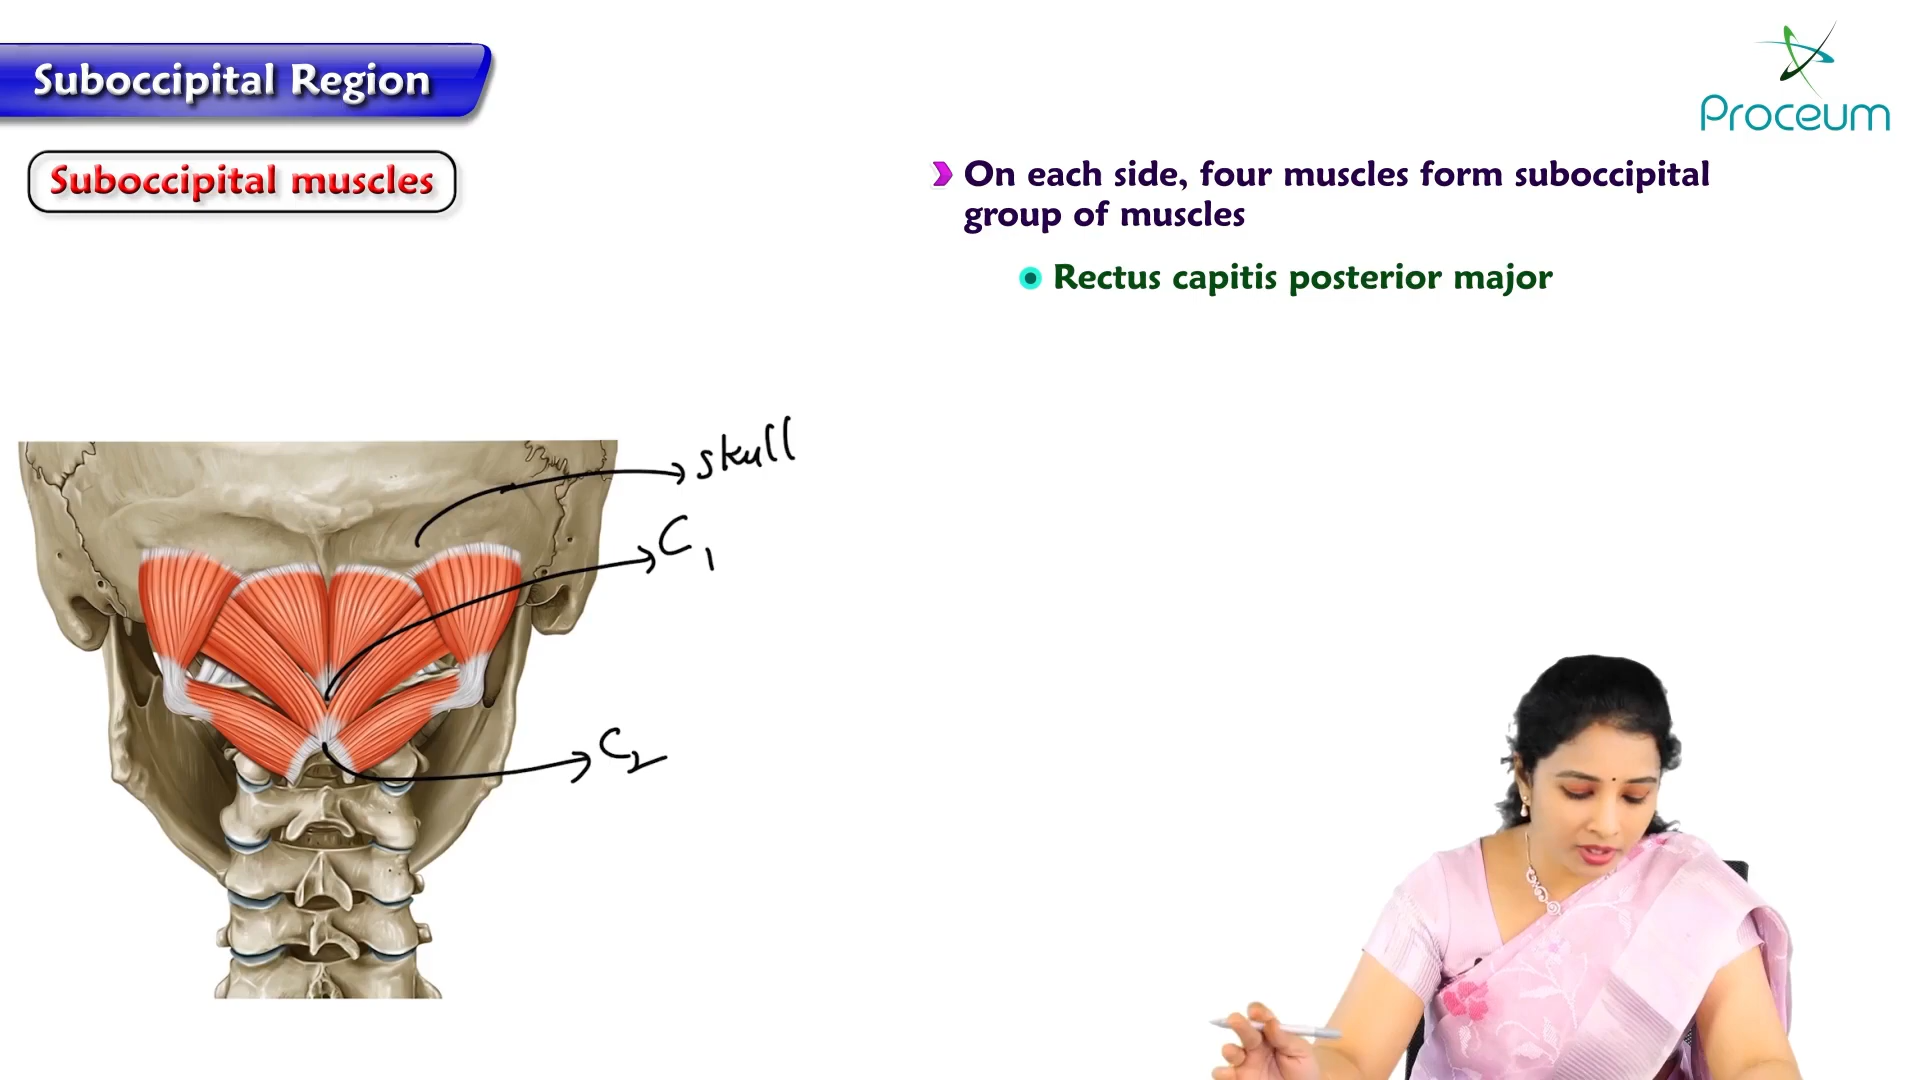 Suboccipital Region
Proceum
Suboccipital muscles
On each side, four muscles form suboccipital
group of muscles
Rectus capitis posterior major
skull
C1
C2